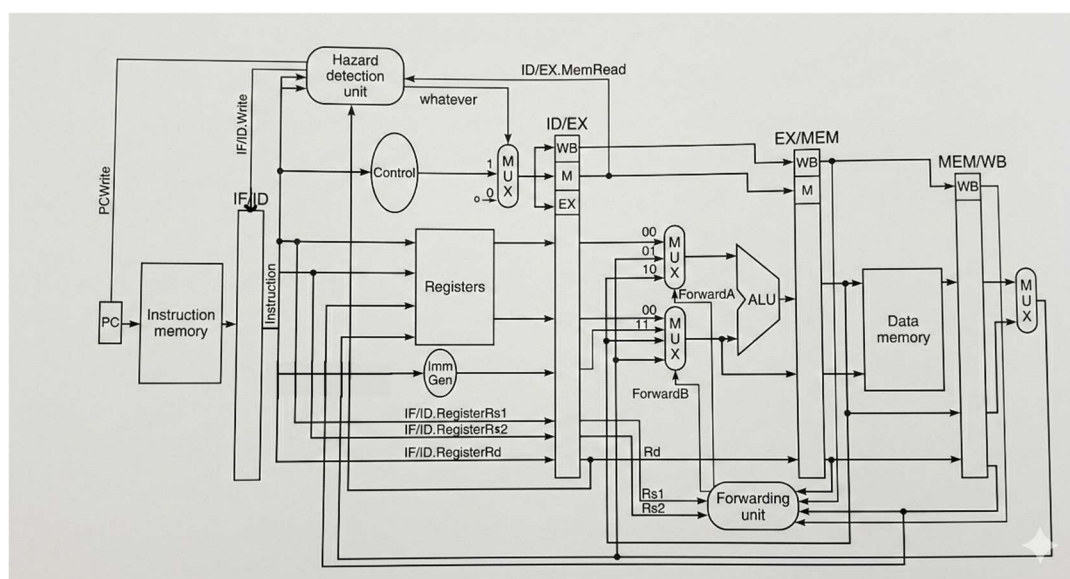 Hazard
detection
unit
ID/EX.MemRead
whatever
IF/ID.Write
PCWrite
ID/EX
EX/MEM
MEM/WB
IF/ID
Control
1
0
0
M
U
X
WB
M
EX
WB
M
WB
PC
Instruction
memory
Instruction
Registers
Imm
Gen
00
01
10
M
U
X
ForwardA
00
11
M
U
X
ForwardB
ALU
Data
memory
M
U
X
IF/ID.RegisterRs1
IF/ID.RegisterRs2
IF/ID.RegisterRd
Rd
Rs1
Rs2
Forwarding
unit